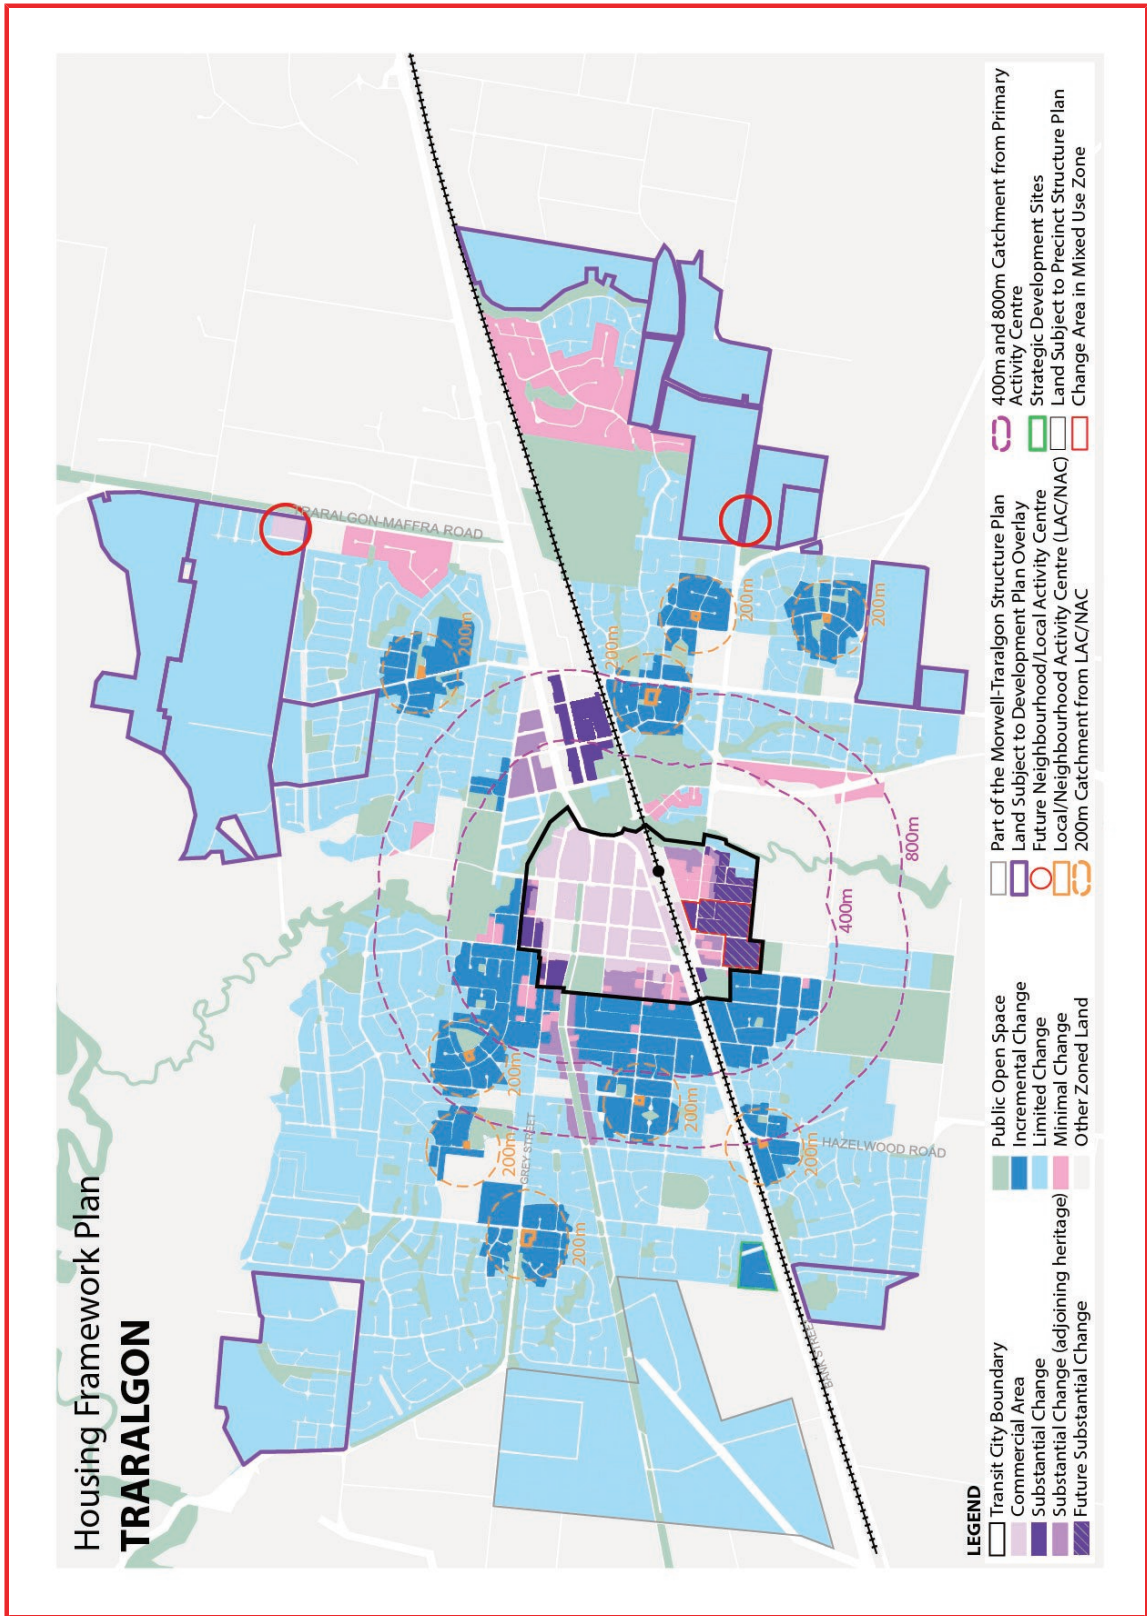 Housing Framework Plan
TRARALGON
TRARALGON-MAFFRA ROAD
200m
200m
200m
200m
200m
200m
200m
200m
200m
GREY STREET
HAZELWOOD ROAD
BANK STREET
400m
800m
LEGEND
Transit City Boundary
Commercial Area
Substantial Change
Substantial Change (adjoining heritage)
Future Substantial Change
Public Open Space
Incremental Change
Limited Change
Minimal Change
Other Zoned Land
Part of the Morwell-Traralgon Structure Plan
Land Subject to Development Plan Overlay
Future Neighbourhood/Local Activity Centre
Local/Neighbourhood Activity Centre (LAC/NAC)
200m Catchment from LAC/NAC
400m and 800m Catchment from Primary
Activity Centre
Strategic Development Sites
Land Subject to Precinct Structure Plan
Change Area in Mixed Use Zone